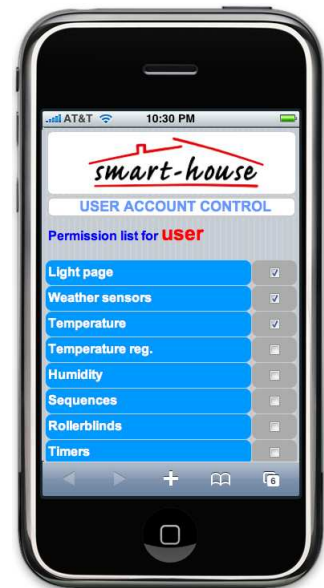 AT&T 10:30 PM
smart-house
USER ACCOUNT CONTROL
Permission list for user
Light page
Weather sensors
Temperature
Temperature reg.
Humidity
Sequences
Rollerblinds
Timers
6